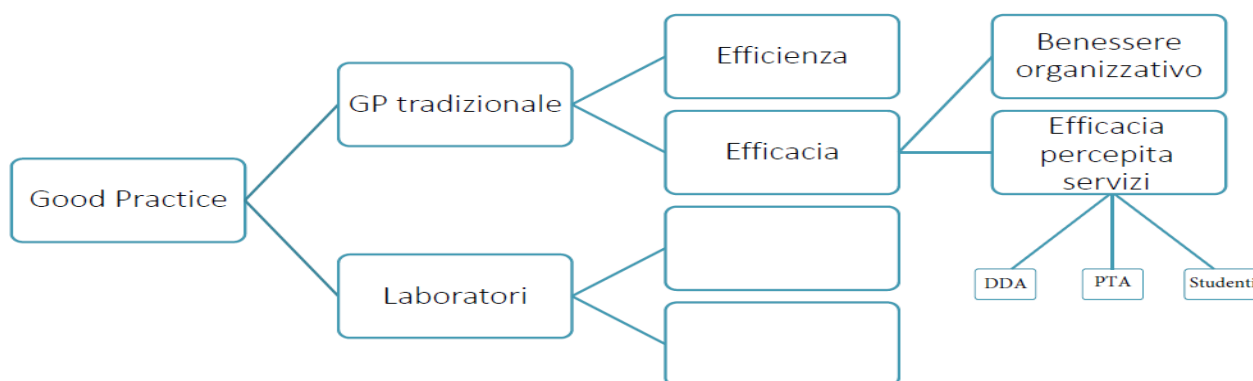 Good Practice
GP tradizionale
Laboratori
Efficienza
Efficacia
Benessere
organizzativo
Efficacia
percepita
servizi
DDA
PTA
Studenti